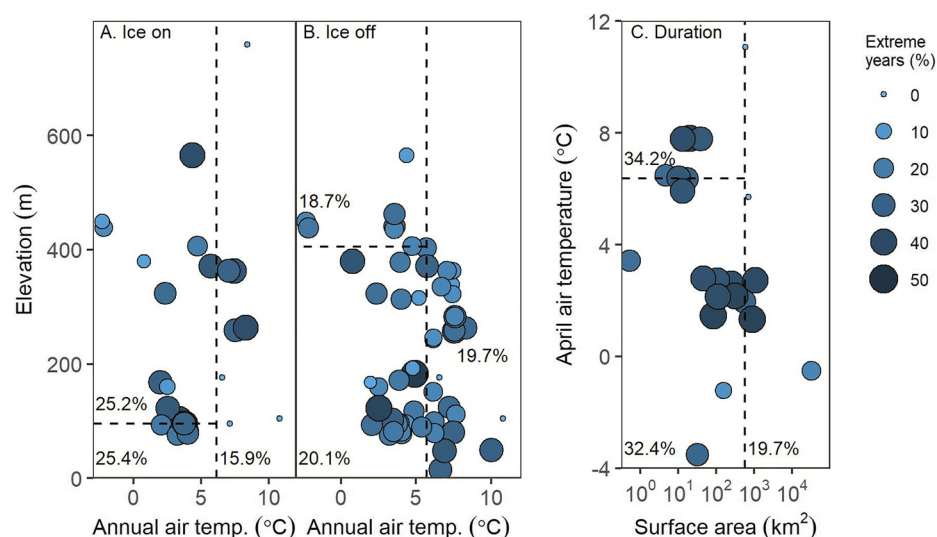 A. Ice on
B. Ice off
C. Duration
Elevation (m)
600
400
200
0
25.2%
25.4%
15.9%
18.7%
19.7%
20.1%
0 5 10
0 5 10
Annual air temp. (°C)
Annual air temp. (°C)
April air temperature (°C)
12
8
4
0
-4
34.2%
32.4%
19.7%
10⁰ 10¹ 10² 10³ 10⁴
Surface area (km²)
Extreme
years (%)
0
10
20
30
40
50